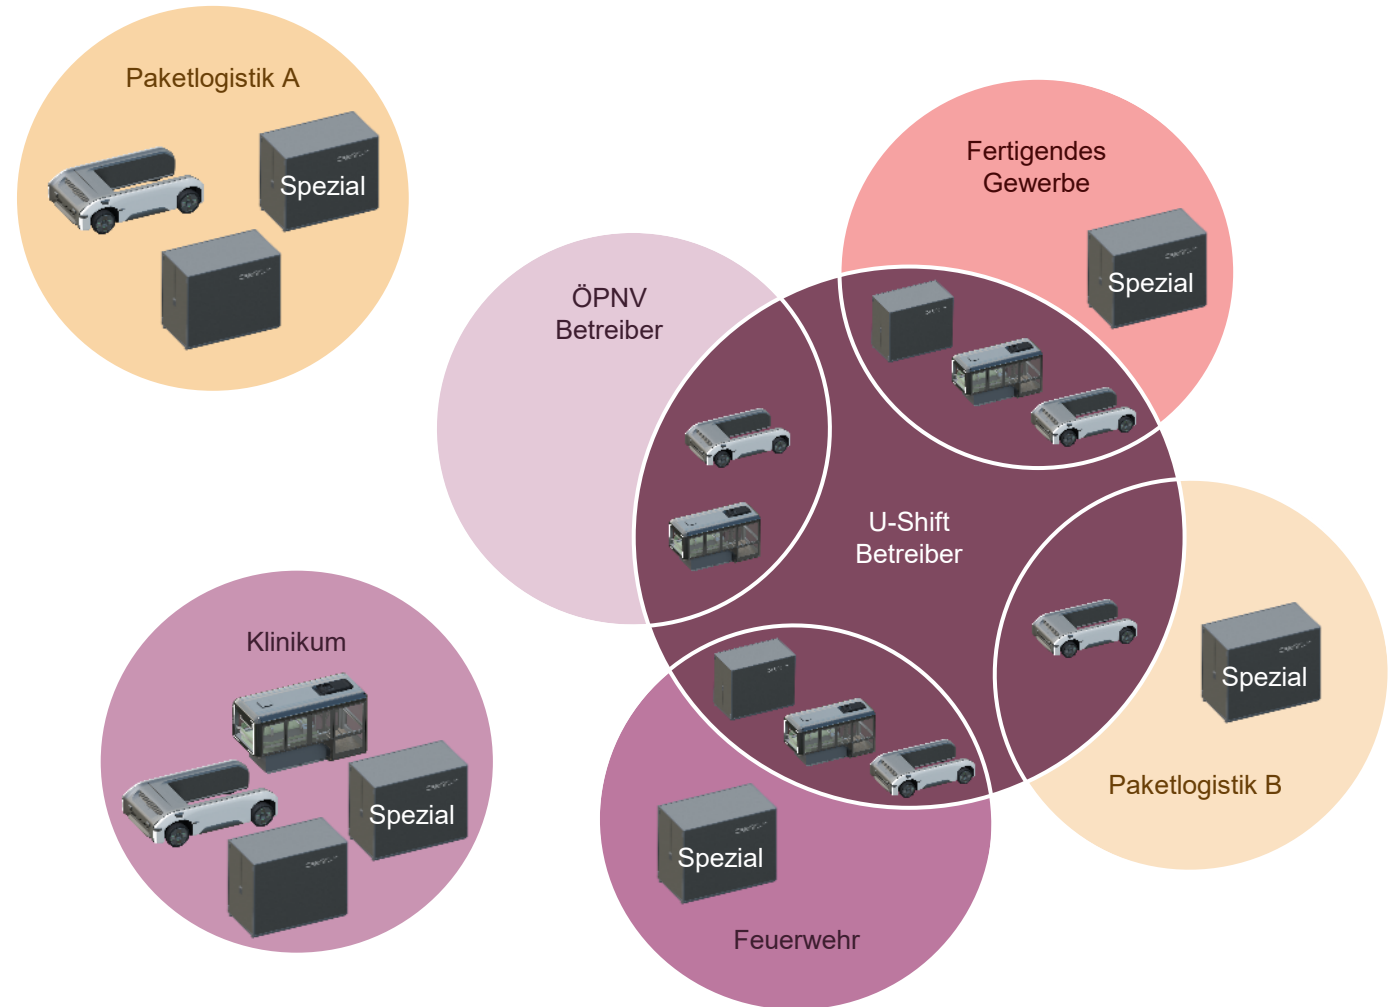 Paketlogistik A
Spezial
Fertigendes
Gewerbe
Spezial
ÖPNV
Betreiber
U-Shift
Betreiber
Klinikum
Spezial
Spezial
Paketlogistik B
Spezial
Feuerwehr